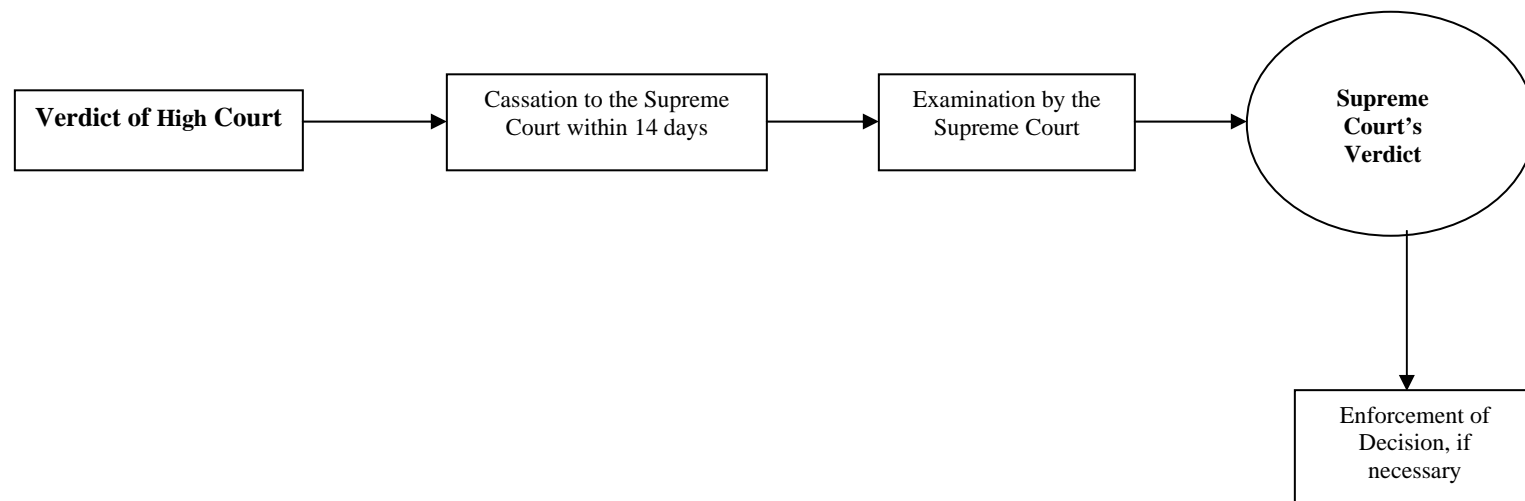 Verdict of High Court
Cassation to the Supreme
Court within 14 days
Examination by the
Supreme Court
Supreme
Court’s
Verdict
Enforcement of
Decision, if
necessary